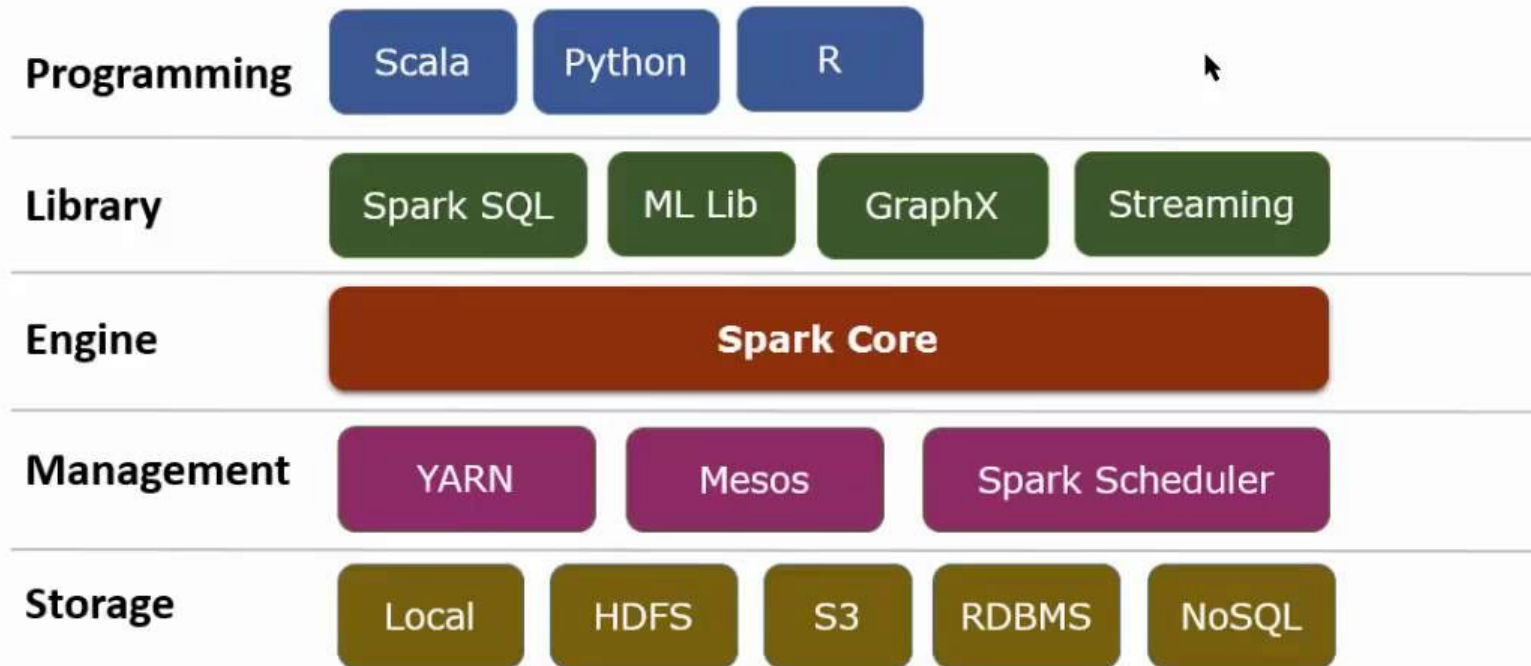 Programming Scala Python R
Library Spark SQL ML Lib GraphX Streaming
Engine Spark Core
Management YARN Mesos Spark Scheduler
Storage Local HDFS S3 RDBMS NoSQL